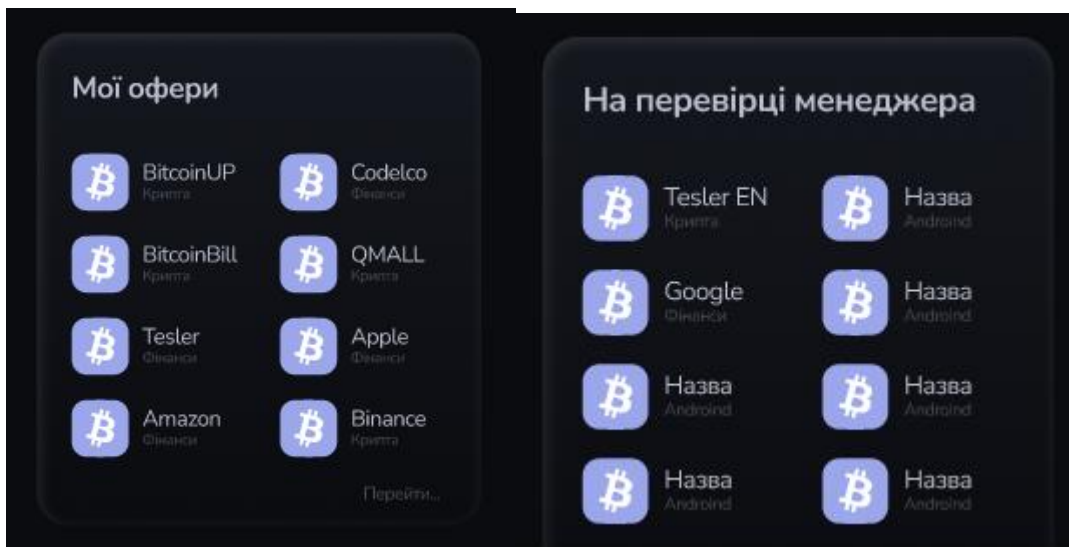 Мої офери
BitcoinUP
Крипта
Codelco
Фінанси
BitcoinBill
Крипта
QMALL
Крипта
Tesler
Фінанси
Apple
Фінанси
Amazon
Фінанси
Binance
Крипта
Перейти...
На перевірці менеджера
Tesler EN
Крипта
Назва
Androind
Google
Фінанси
Назва
Androind
Назва
Androind
Назва
Androind
Назва
Androind
Назва
Androind